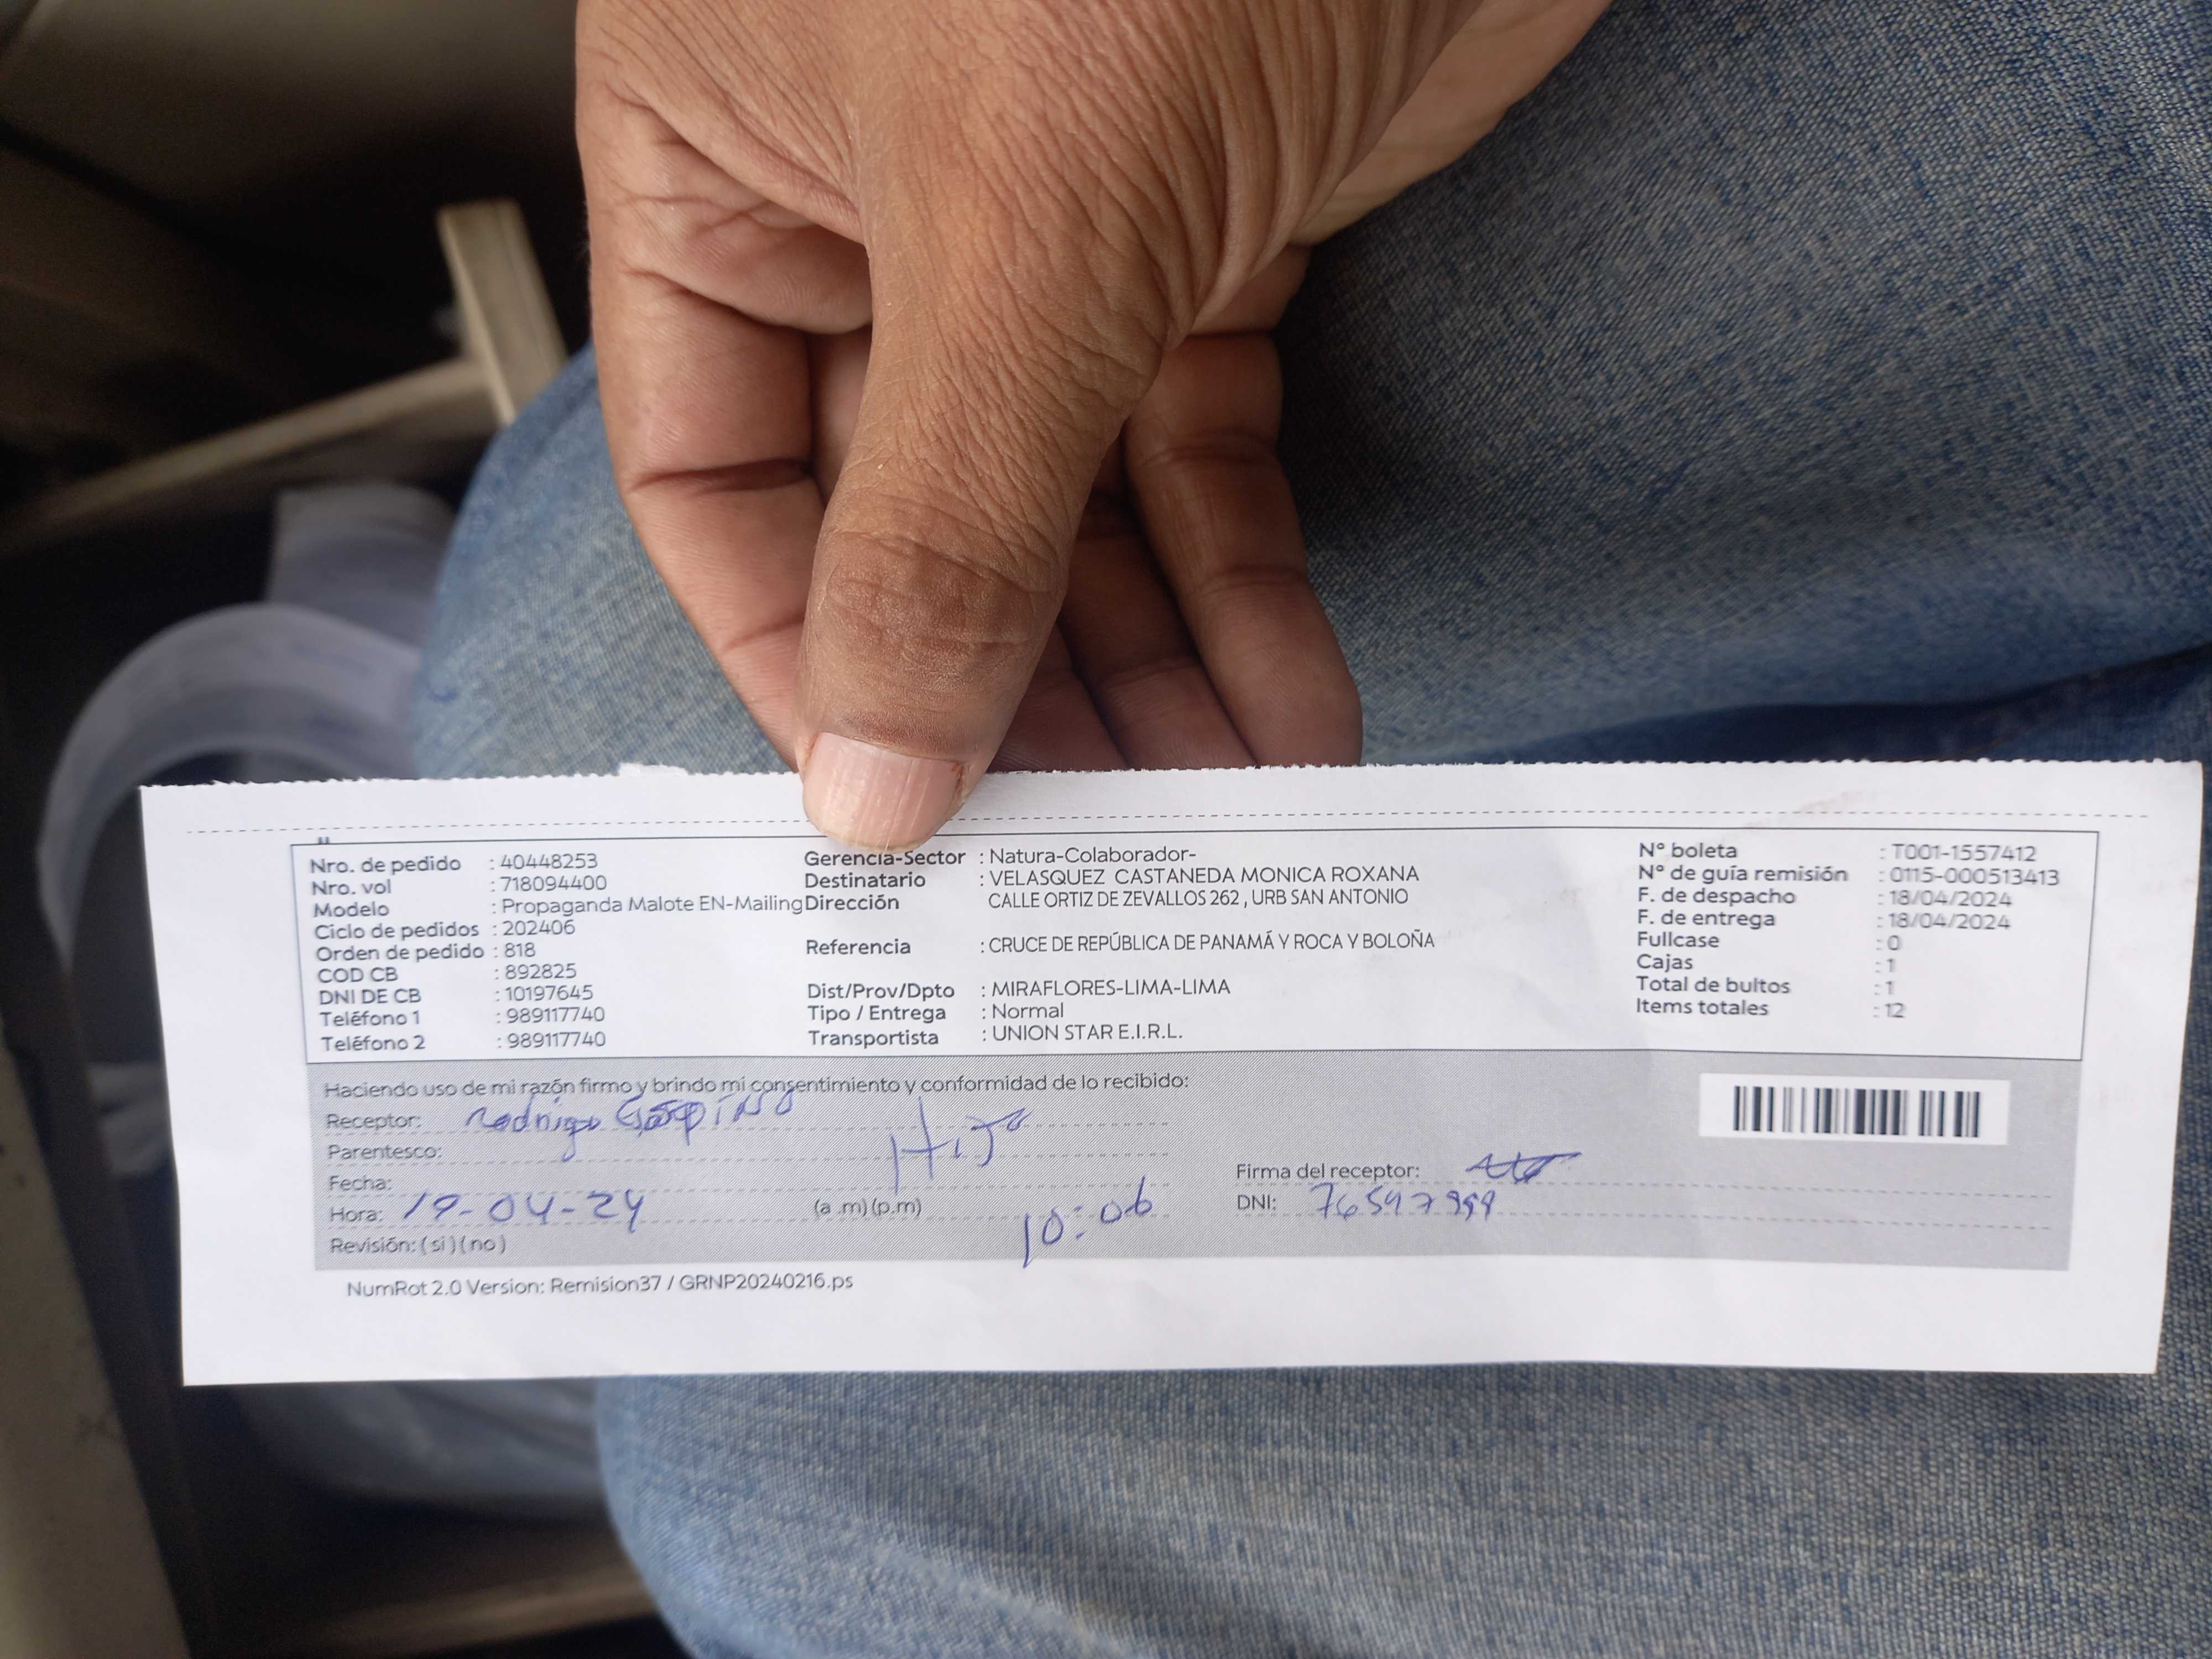 Nro. de pedido : 40448253
Nro. vol : 718094400
Modelo : Propaganda Malote EN-Mailing
Ciclo de pedidos : 202406
Orden de pedido : 818
COD CB : 892825
DNI DE CB : 10197645
Teléfono 1 : 989117740
Teléfono 2 : 989117740
Gerencia-Sector : Natura-Colaborador-
Destinatario : VELASQUEZ CASTANEDA MONICA ROXANA
Dirección CALLE ORTIZ DE ZEVALLOS 262 , URB SAN ANTONIO
Referencia : CRUCE DE REPÚBLICA DE PANAMÁ Y ROCA Y BOLOÑA
Dist/Prov/Dpto : MIRAFLORES-LIMA-LIMA
Tipo / Entrega : Normal
Transportista : UNION STAR E.I.R.L.
N° boleta : T001-1557412
N° de guía remisión : 0115-000513413
F. de despacho : 18/04/2024
F. de entrega : 18/04/2024
Fullcase : 0
Cajas : 1
Total de bultos : 1
Items totales : 12
Haciendo uso de mi razón firmo y brindo mi consentimiento y conformidad de lo recibido:
Receptor: Rodrigo
Parentesco: Hijo
Fecha:
Hora: 19-04-24 (a .m) (p.m) 10:06
Revisión: ( si ) ( no )
Firma del receptor:
DNI:
NumRot 2.0 Version: Remision37 / GRNP20240216.ps